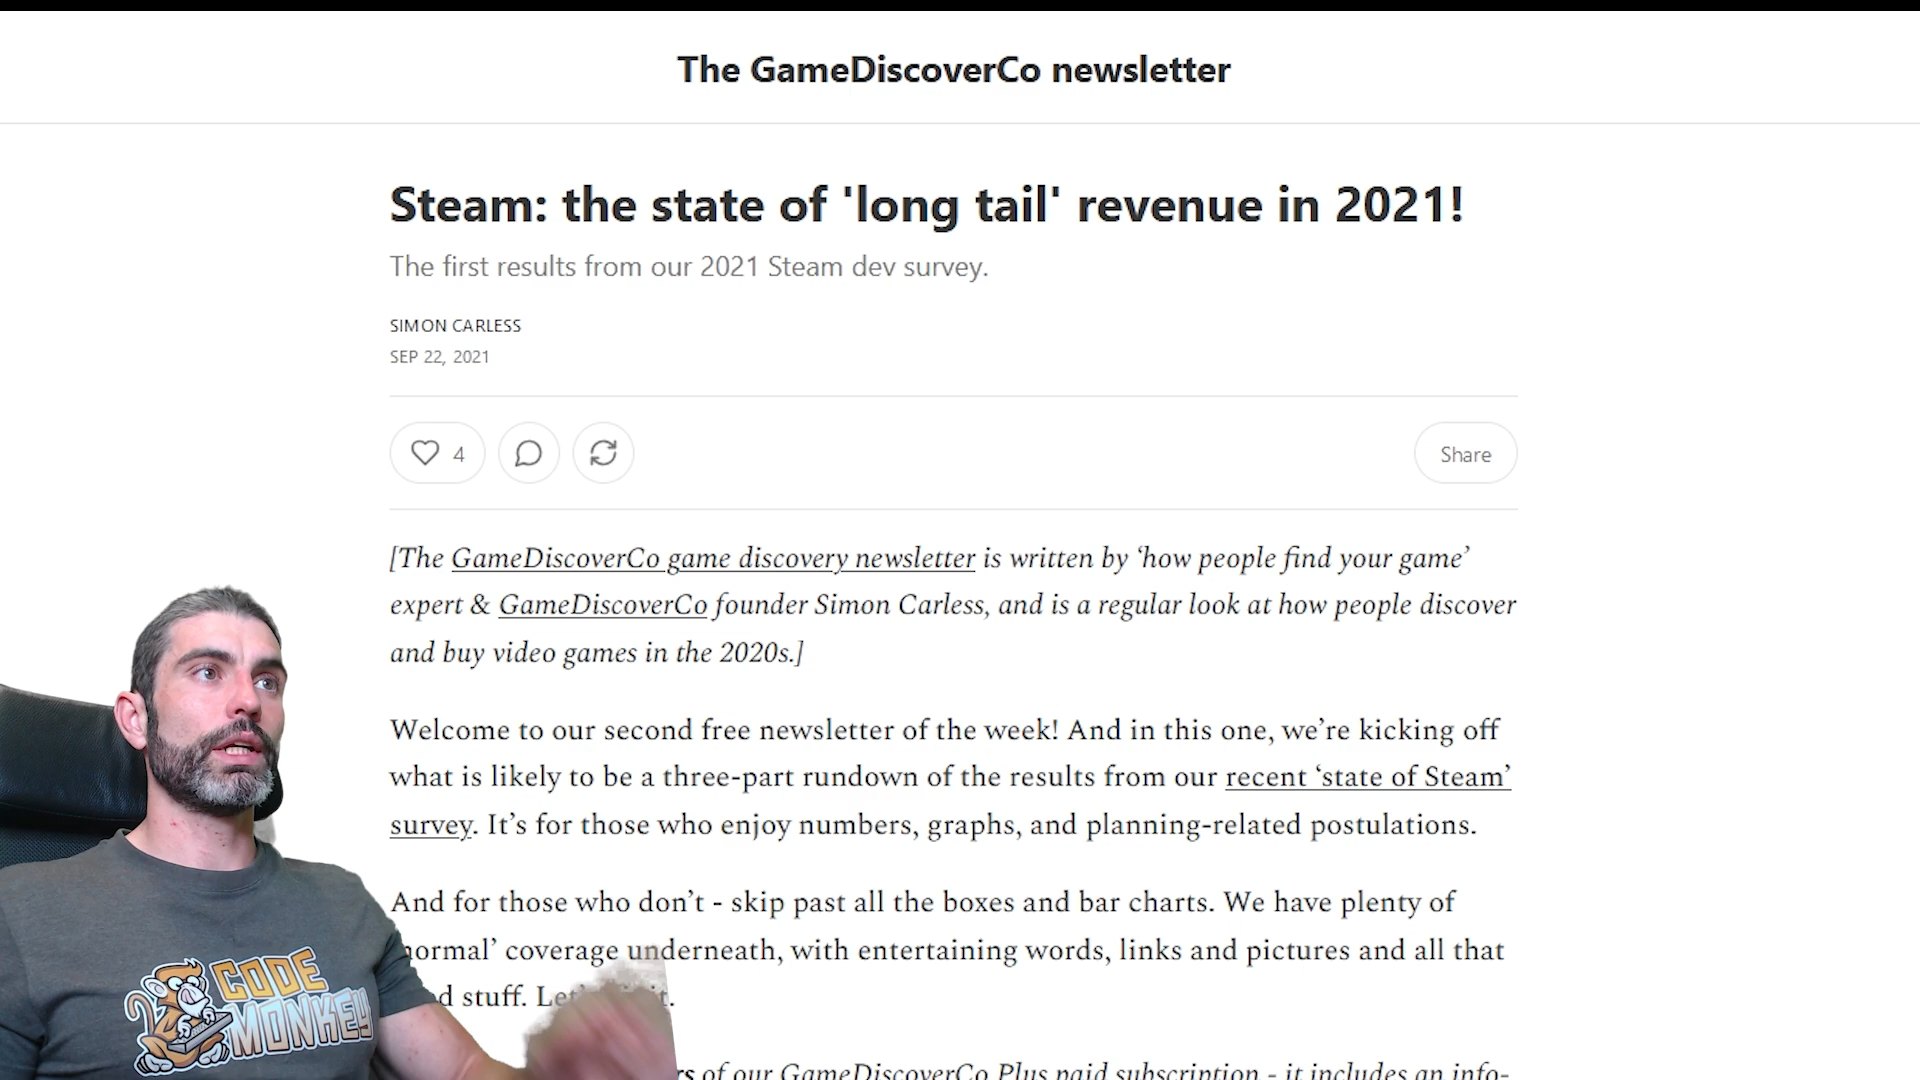 The GameDiscoverCo newsletter
Steam: the state of 'long tail' revenue in 2021!
The first results from our 2021 Steam dev survey.
SIMON CARLESS
SEP 22, 2021
4
Share
[The GameDiscoverCo game discovery newsletter is written by ‘how people find your game’
expert & GameDiscoverCo founder Simon Carless, and is a regular look at how people discover
and buy video games in the 2020s.]
Welcome to our second free newsletter of the week! And in this one, we’re kicking off
what is likely to be a three-part rundown of the results from our recent ‘state of Steam’
survey. It’s for those who enjoy numbers, graphs, and planning-related postulations.
And for those who don’t - skip past all the boxes and bar charts. We have plenty of
normal’ coverage underneath, with entertaining words, links and pictures and all that
stuff.
of our GameDiscoverCo Plus paid subscription - it includes an info-
CODE
MONKEY